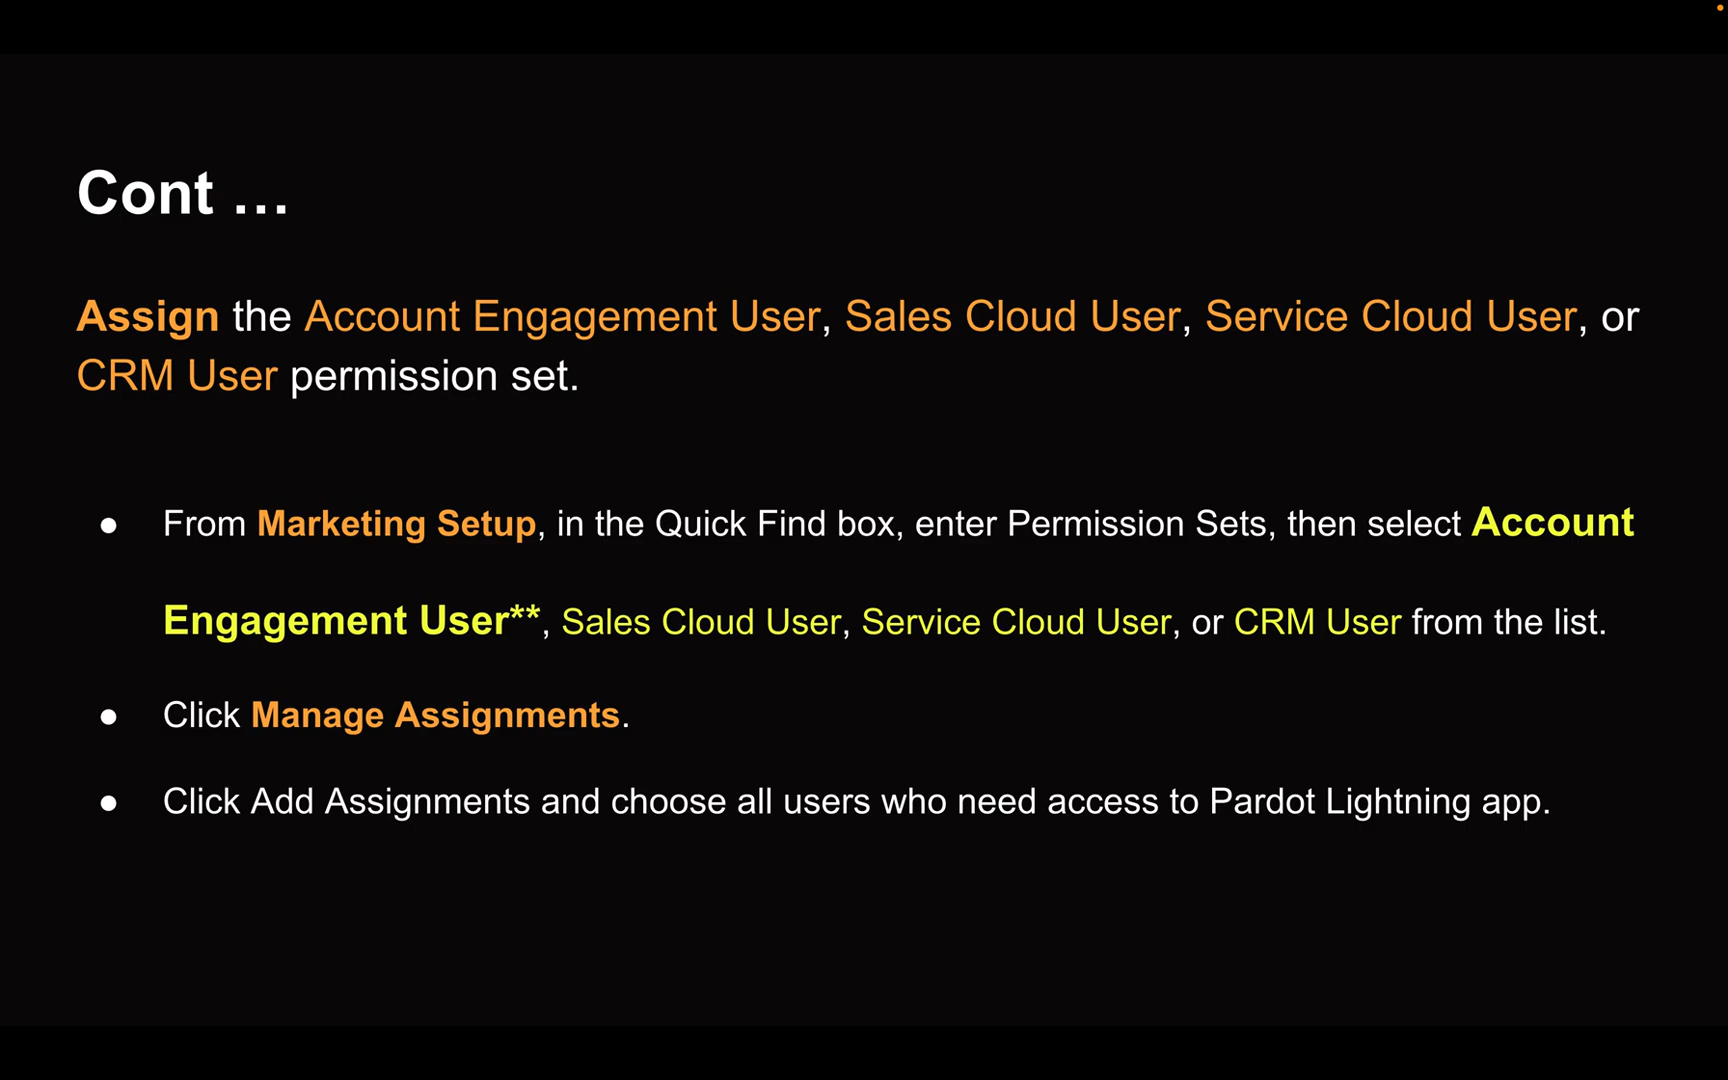 Cont …
Assign the Account Engagement User, Sales Cloud User, Service Cloud User, or
CRM User permission set.
● From Marketing Setup, in the Quick Find box, enter Permission Sets, then select Account
Engagement User**, Sales Cloud User, Service Cloud User, or CRM User from the list.
● Click Manage Assignments.
● Click Add Assignments and choose all users who need access to Pardot Lightning app.